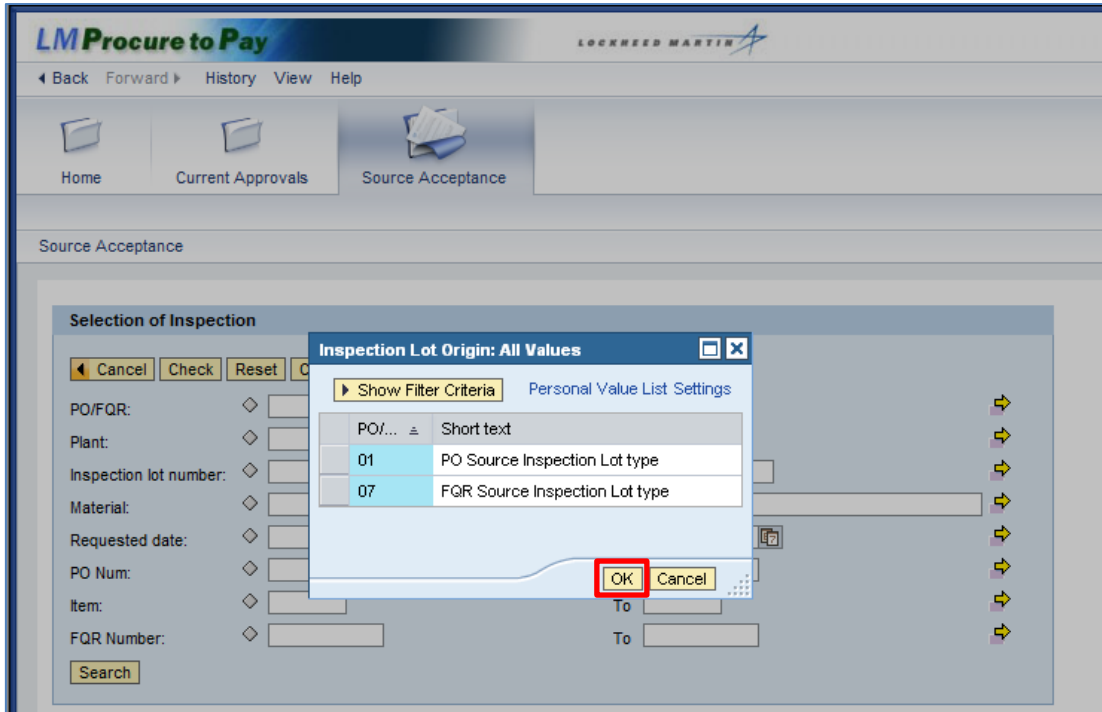 LM Procure to Pay
LOCKHEED MARTIN
Back Forward History View Help
Home Current Approvals Source Acceptance
Source Acceptance
Selection of Inspection
Cancel Check Reset
PO/FQR:
Plant:
Inspection lot number:
Material:
Requested date:
PO Num:
Item: To
FQR Number: To
Search
Inspection Lot Origin: All Values
Show Filter Criteria Personal Value List Settings
PO/... Short text
01 PO Source Inspection Lot type
07 FQR Source Inspection Lot type
OK Cancel